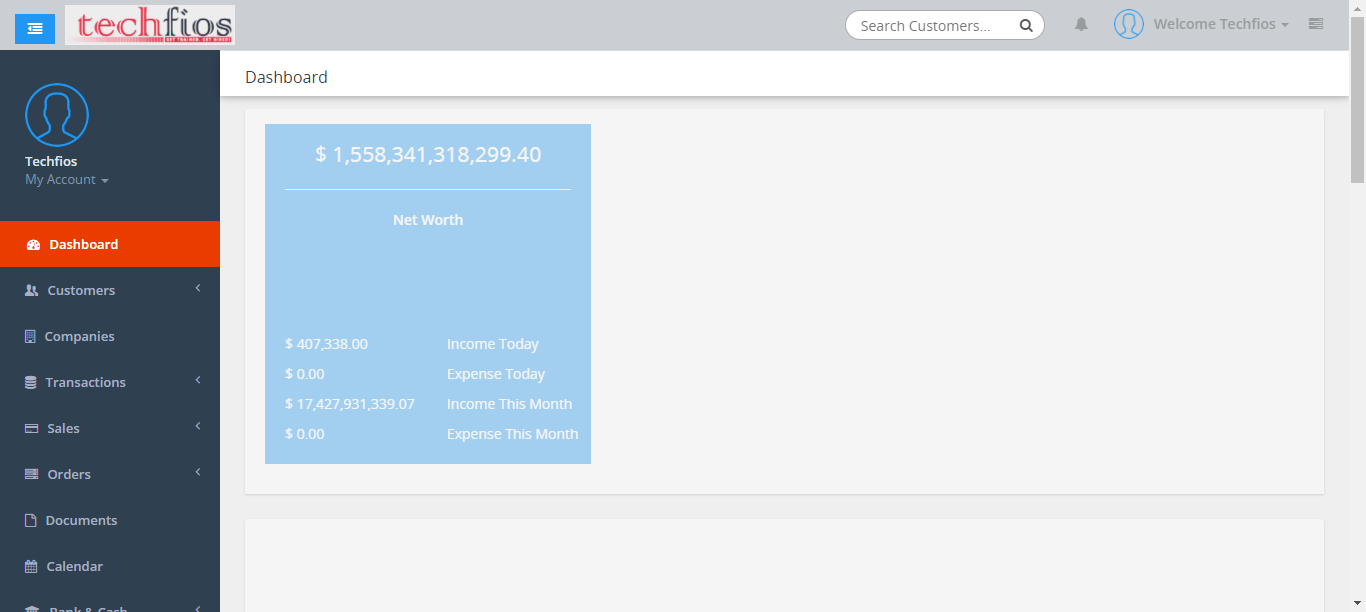 techfios
GET TRAINED. GET HIRED!
Search Customers...
Welcome Techfios
Techfios
My Account
Dashboard
Customers
Companies
Transactions
Sales
Orders
Documents
Calendar
Bank & Cash
Dashboard
$ 1,558,341,318,299.40
Net Worth
$ 407,338.00 Income Today
$ 0.00 Expense Today
$ 17,427,931,339.07 Income This Month
$ 0.00 Expense This Month